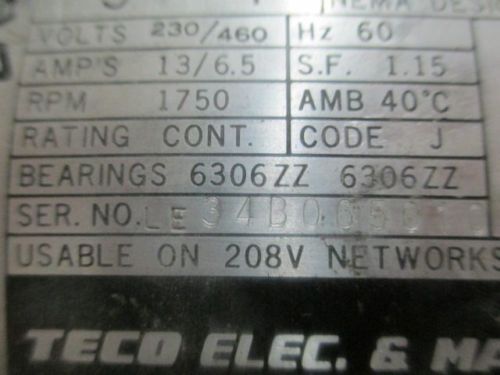 VOLTS 230/460 Hz 60
AMP'S 13/6.5 S.F. 1.15
RPM 1750 AMB 40°C
RATING CONT. CODE J
BEARINGS 6306ZZ 6306ZZ
SER. NO.
USABLE ON 208V NETWORKS
TECO ELEC. & MA